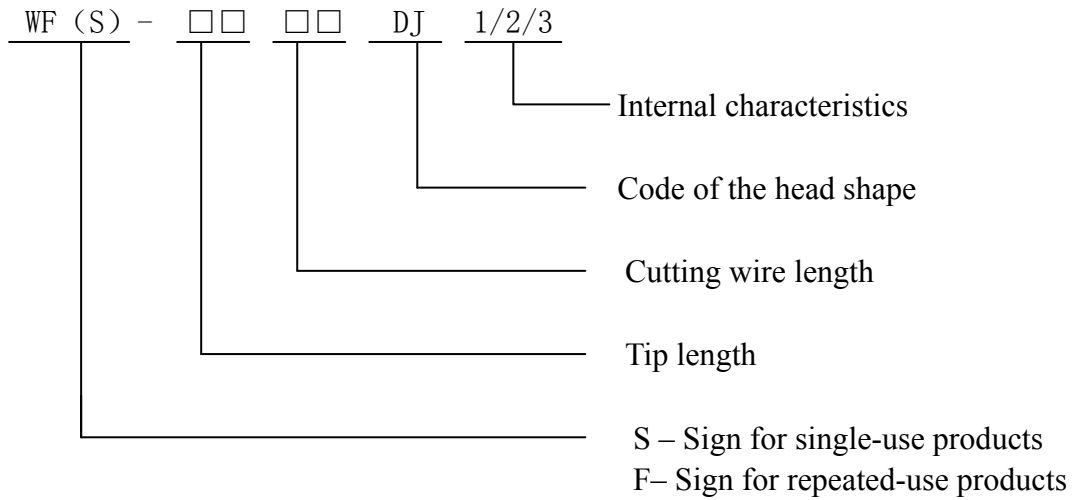 WF (S) - □□ □□ DJ 1/2/3
Internal characteristics
Code of the head shape
Cutting wire length
Tip length
S – Sign for single-use products
F– Sign for repeated-use products